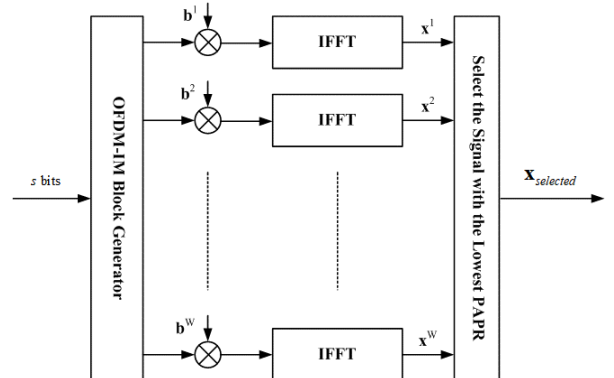 s bits
OFDM-IM Block Generator
b¹
IFFT
x¹
b²
IFFT
x²
b^W
IFFT
x^W
Select the Signal with the Lowest PAPR
x_selected